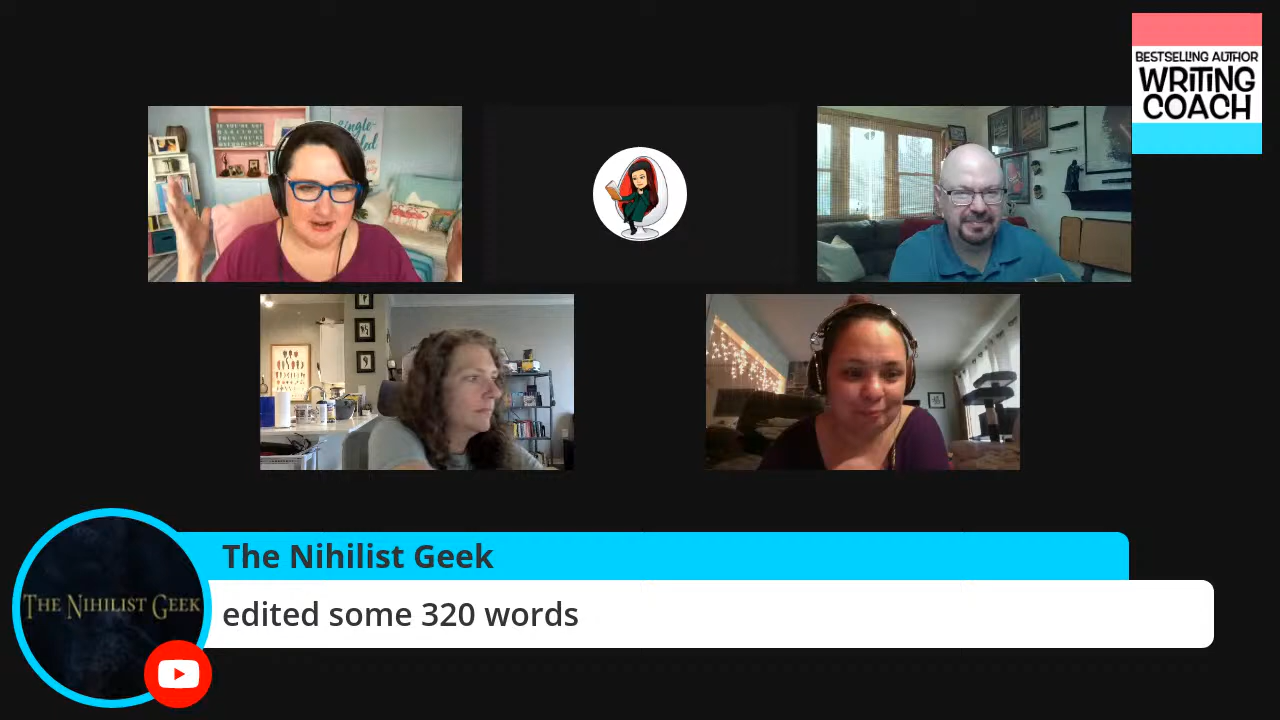 BESTSELLING AUTHOR
WRITING
COACH
The Nihilist Geek
edited some 320 words
THE NIHILIST GEEK